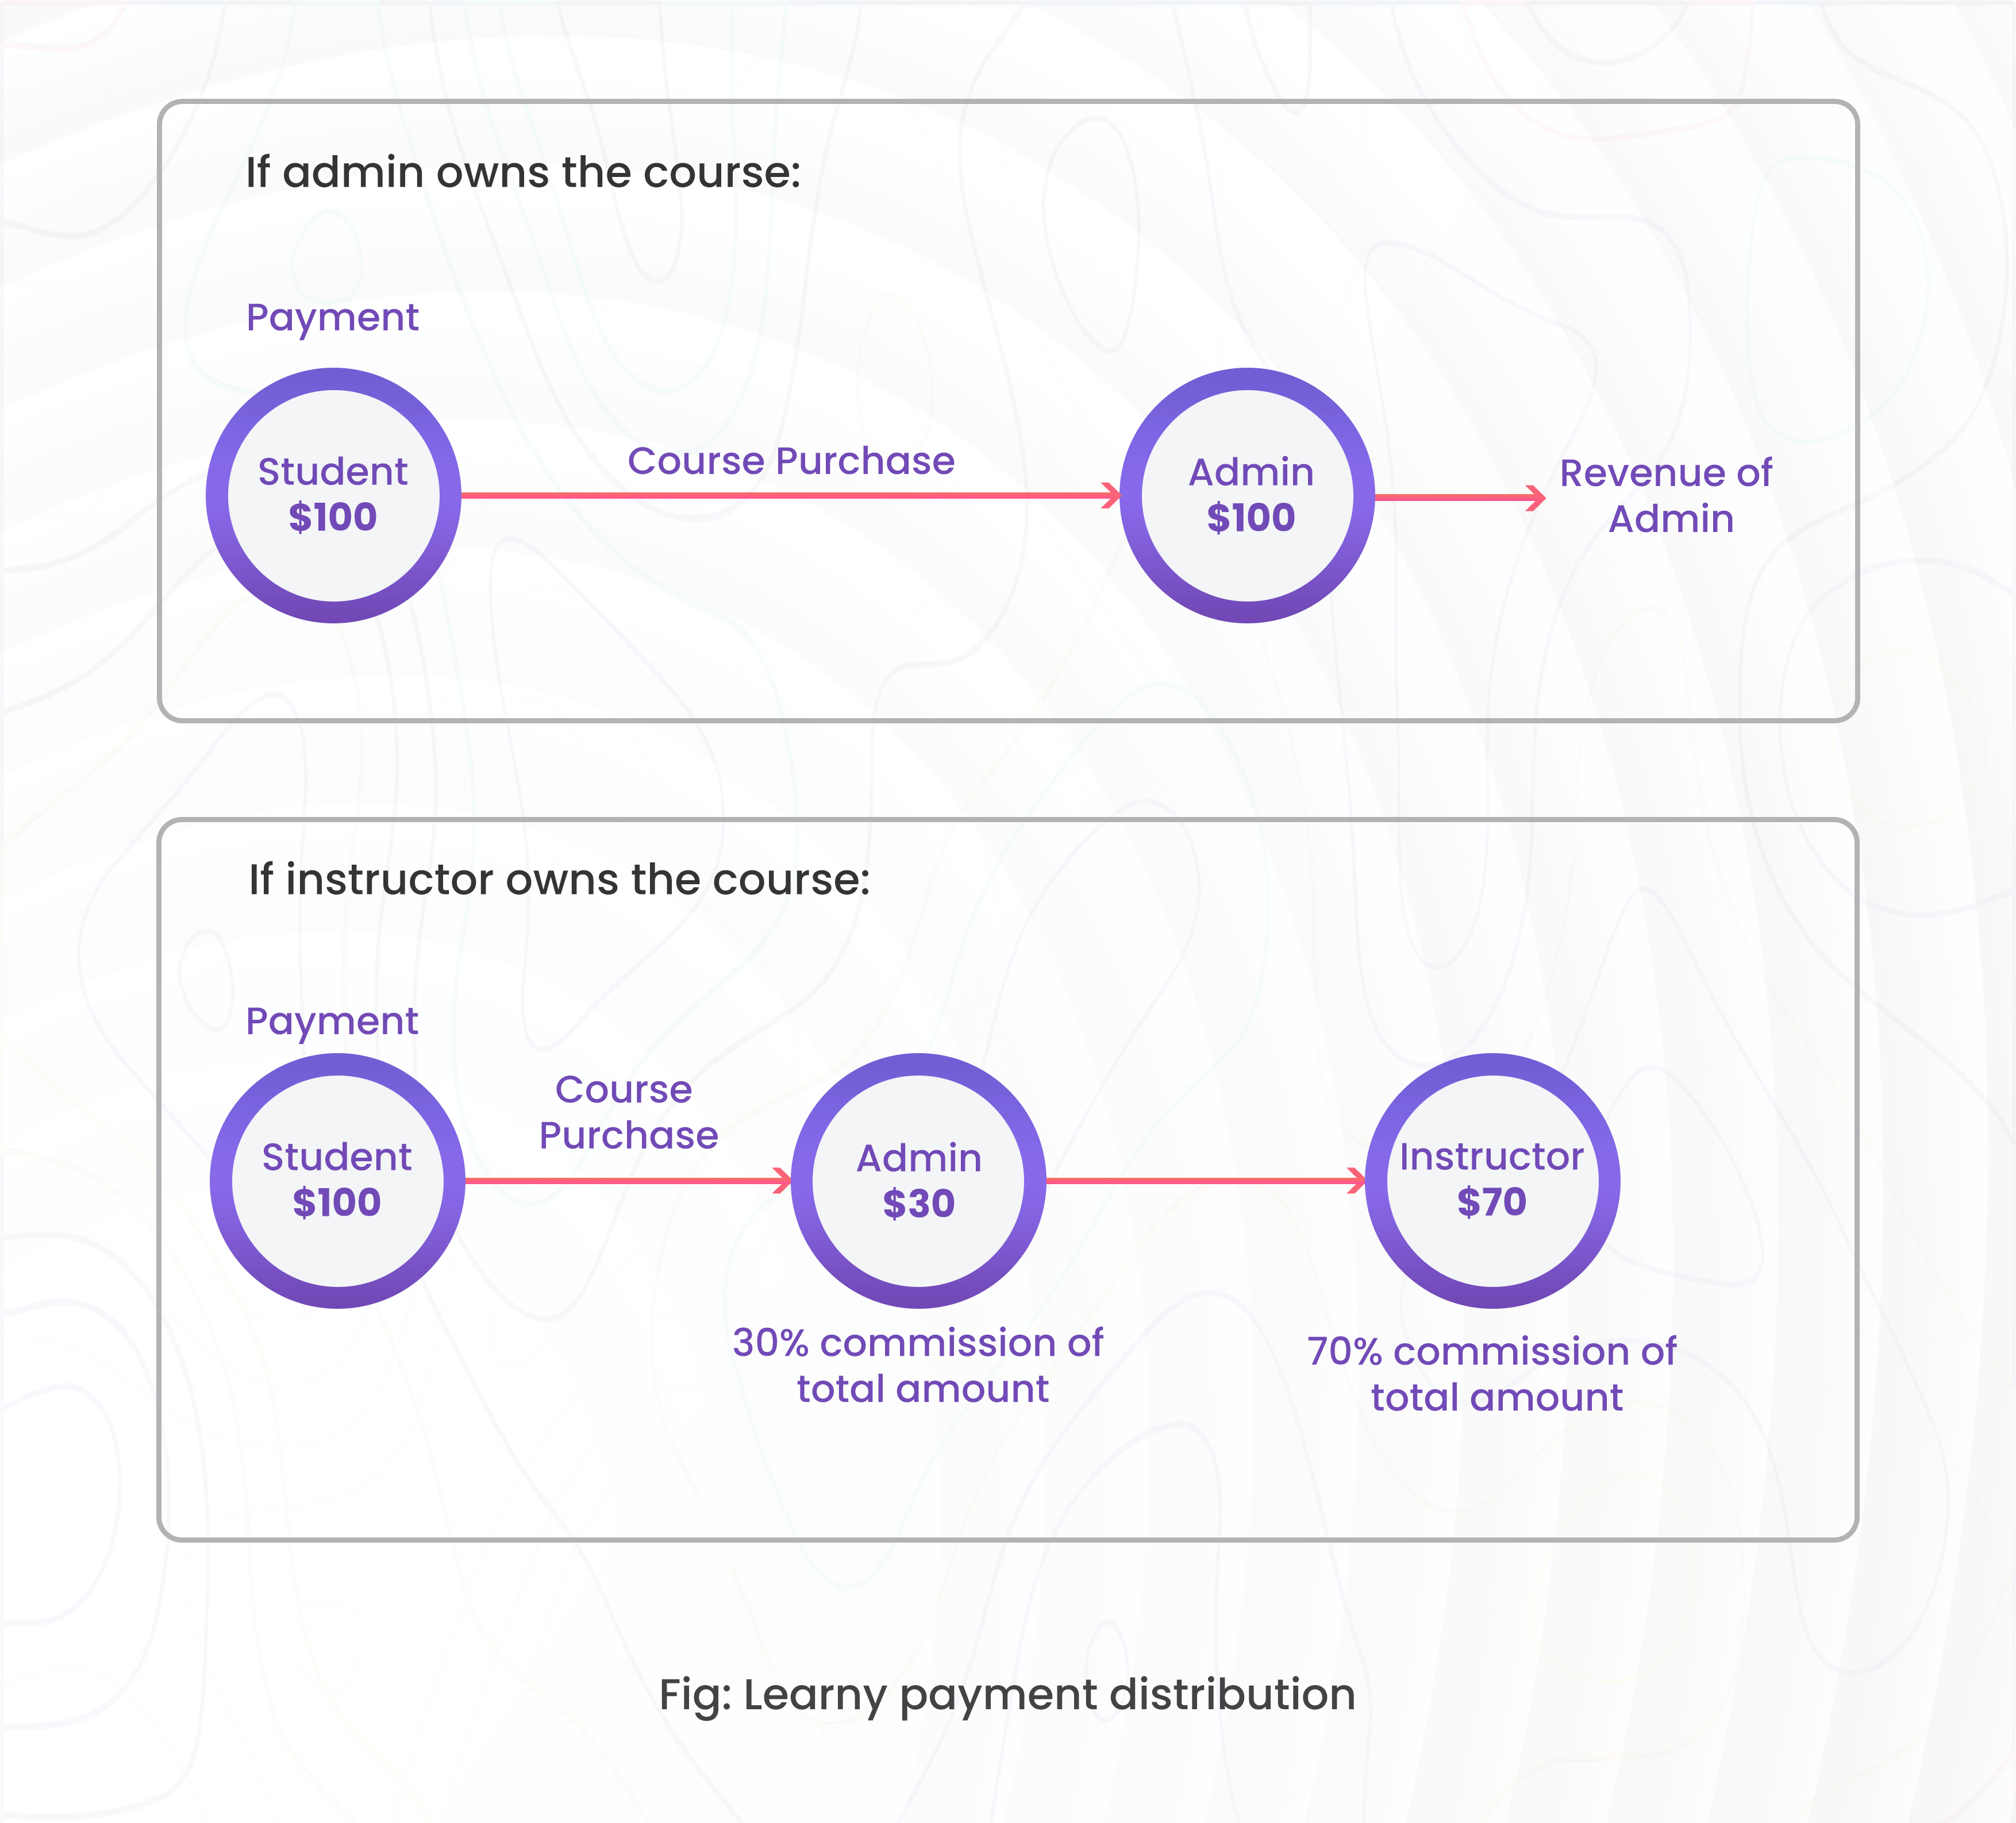 If admin owns the course:
Payment
Student
$100
Course Purchase
Admin
$100
Revenue of
Admin
If instructor owns the course:
Payment
Student
$100
Course
Purchase
Admin
$30
30% commission of
total amount
Instructor
$70
70% commission of
total amount
Fig: Learny payment distribution